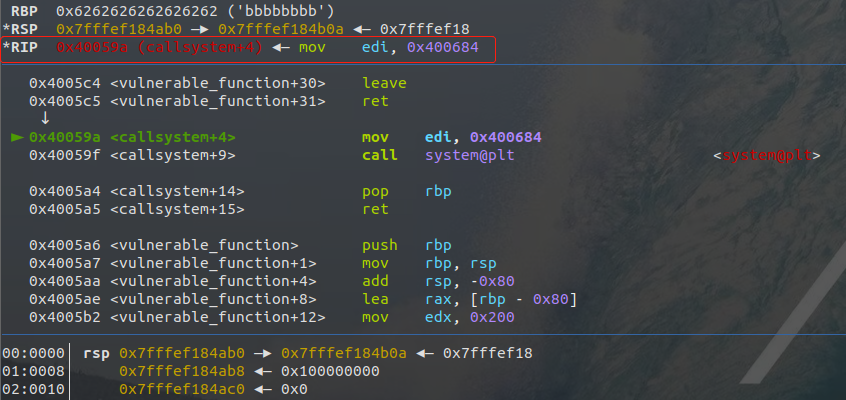 RBP  0x6262626262626262 ('bbbbbbbb')
*RSP  0x7fffef184ab0 —▸ 0x7fffef184b0a ◂— 0x7fffef18
*RIP  0x40059a (callsystem+4) ◂— mov    edi, 0x400684
0x4005c4 <vulnerable_function+30>    leave
0x4005c5 <vulnerable_function+31>    ret
↓
► 0x40059a <callsystem+4>              mov    edi, 0x400684
0x40059f <callsystem+9>              call   system@plt                    <system@plt>
0x4005a4 <callsystem+14>             pop    rbp
0x4005a5 <callsystem+15>             ret
0x4005a6 <vulnerable_function>       push   rbp
0x4005a7 <vulnerable_function+1>     mov    rbp, rsp
0x4005aa <vulnerable_function+4>     add    rsp, -0x80
0x4005ae <vulnerable_function+8>     lea    rax, [rbp - 0x80]
0x4005b2 <vulnerable_function+12>    mov    edx, 0x200
00:0000│ rsp 0x7fffef184ab0 —▸ 0x7fffef184b0a ◂— 0x7fffef18
01:0008│     0x7fffef184ab8 ◂— 0x100000000
02:0010│     0x7fffef184ac0 ◂— 0x0